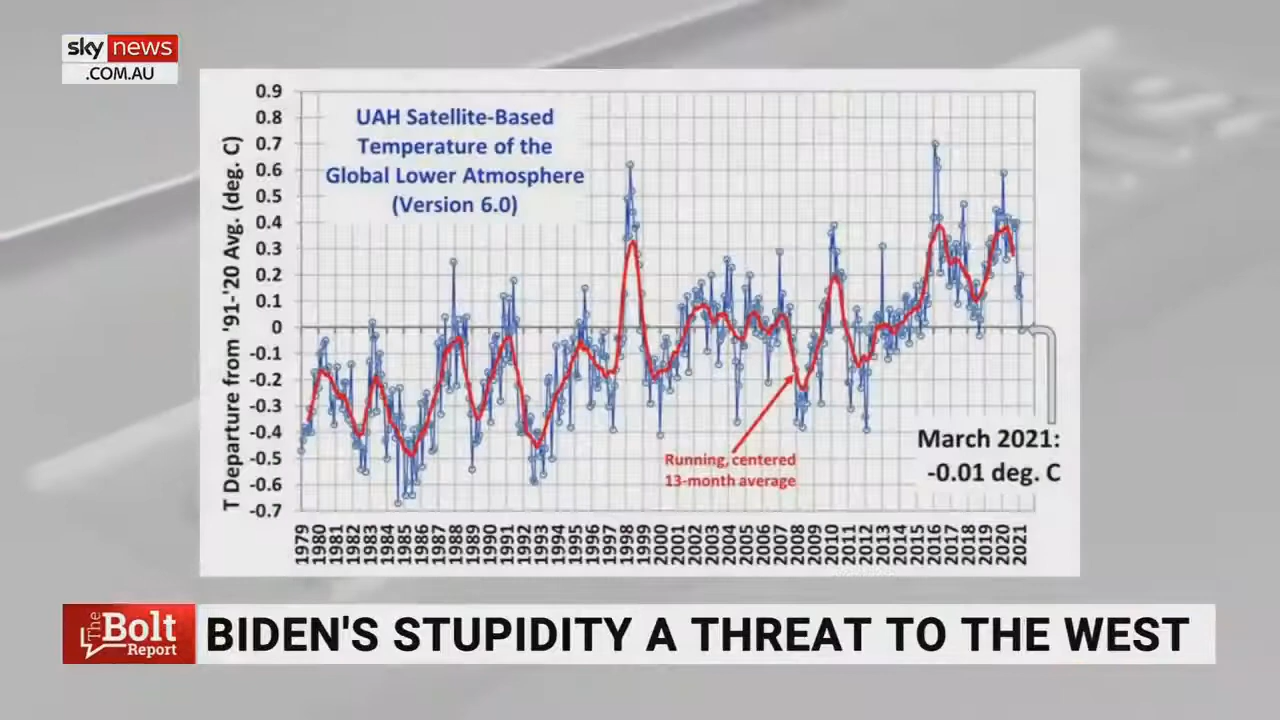 sky news
.COM.AU
UAH Satellite-Based
Temperature of the
Global Lower Atmosphere
(Version 6.0)
T Departure from '91-'20 Avg. (deg. C)
0.9
0.8
0.7
0.6
0.5
0.4
0.3
0.2
0.1
0
-0.1
-0.2
-0.3
-0.4
-0.5
-0.6
-0.7
Running, centered
13-month average
March 2021:
-0.01 deg. C
1979 1980 1981 1982 1983 1984 1985 1986 1987 1988 1989 1990 1991 1992 1993 1994 1995 1996 1997 1998 1999 2000 2001 2002 2003 2004 2005 2006 2007 2008 2009 2010 2011 2012 2013 2014 2015 2016 2017 2018 2019 2020 2021
The Bolt Report
BIDEN'S STUPIDITY A THREAT TO THE WEST